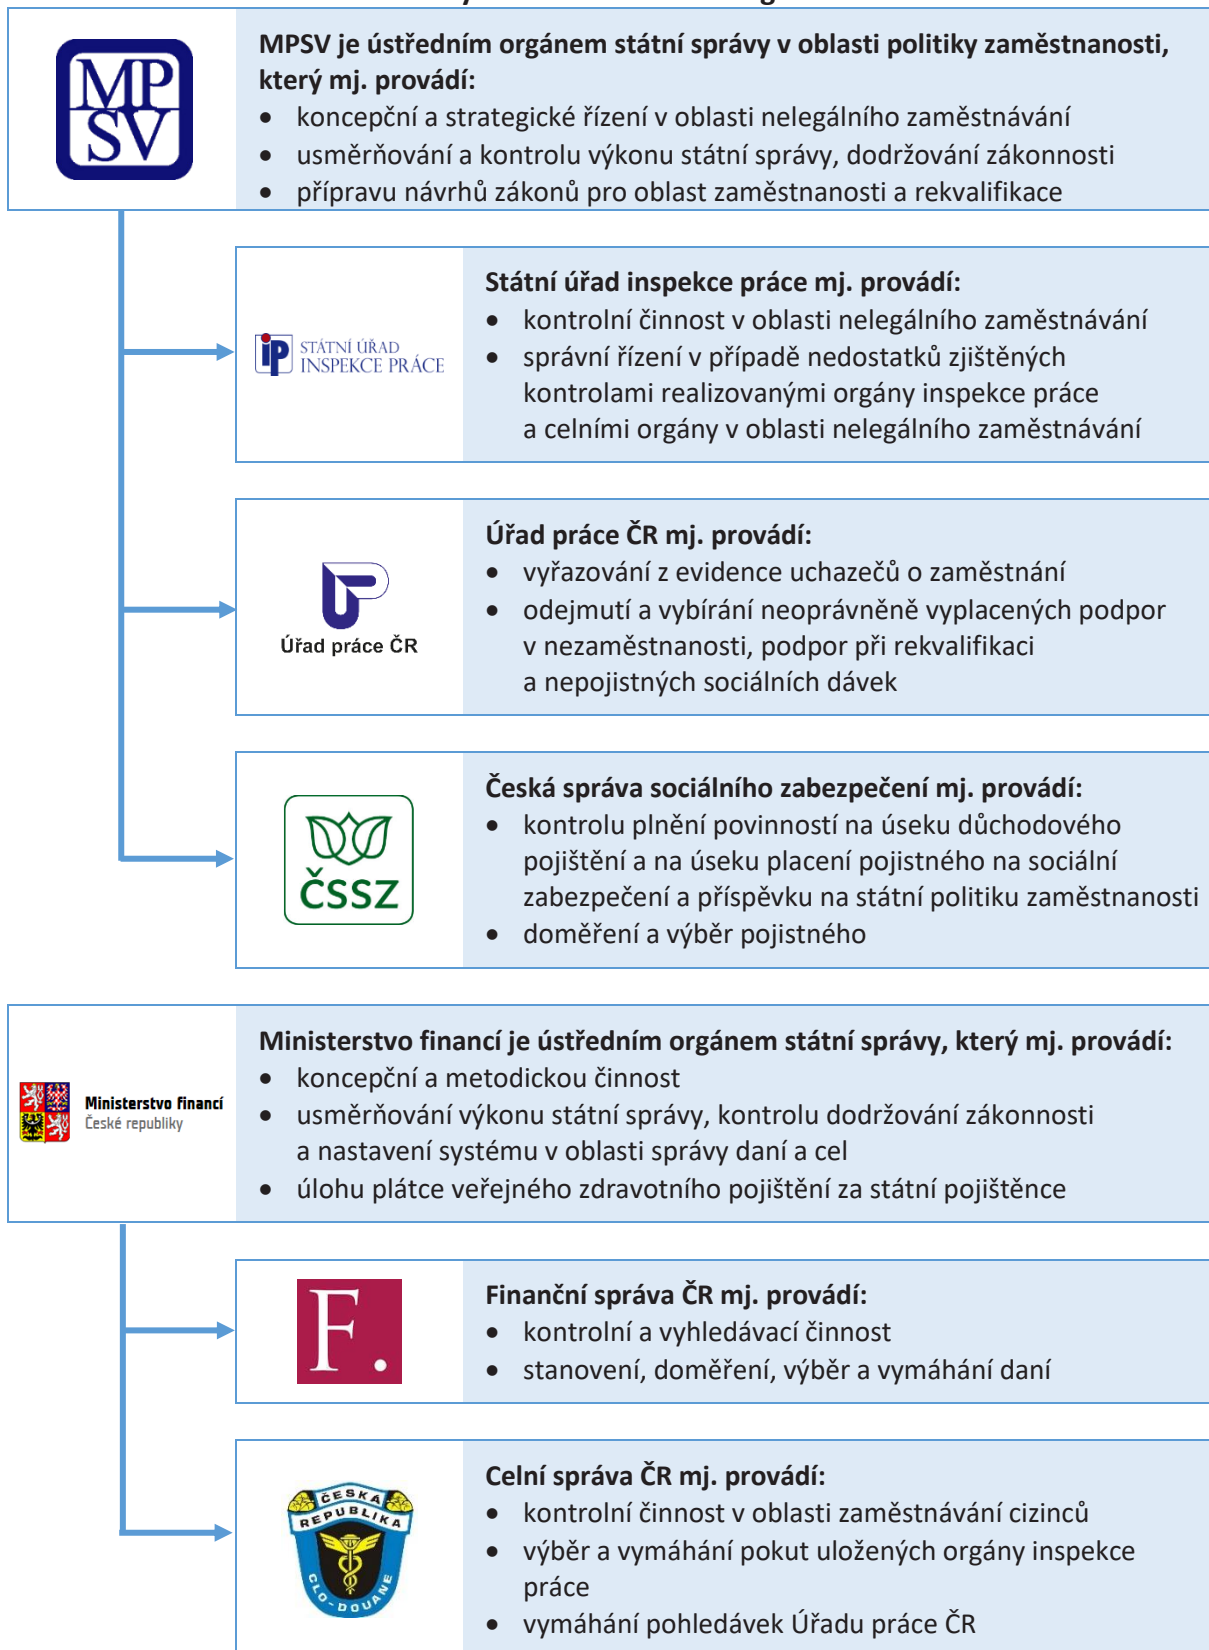 MPSV je ústředním orgánem státní správy v oblasti politiky zaměstnanosti,
který mj. provádí:
• koncepční a strategické řízení v oblasti nelegálního zaměstnávání
• usměrňování a kontrolu výkonu státní správy, dodržování zákonnosti
• přípravu návrhů zákonů pro oblast zaměstnanosti a rekvalifikace
MP
SV
Státní úřad inspekce práce mj. provádí:
• kontrolní činnost v oblasti nelegálního zaměstnávání
• správní řízení v případě nedostatků zjištěných
kontrolami realizovanými orgány inspekce práce
a celními orgány v oblasti nelegálního zaměstnávání
ip
STÁTNÍ ÚŘAD
INSPEKCE PRÁCE
Úřad práce ČR mj. provádí:
• vyřazování z evidence uchazečů o zaměstnání
• odejmutí a vybírání neoprávněně vyplacených podpor
v nezaměstnanosti, podpor při rekvalifikaci
a nepojistných sociálních dávek
Úřad práce ČR
Česká správa sociálního zabezpečení mj. provádí:
• kontrolu plnění povinností na úseku důchodového
pojištění a na úseku placení pojistného na sociální
zabezpečení a příspěvku na státní politiku zaměstnanosti
• doměření a výběr pojistného
ČSSZ
Ministerstvo financí je ústředním orgánem státní správy, který mj. provádí:
• koncepční a metodickou činnost
• usměrňování výkonu státní správy, kontrolu dodržování zákonnosti
a nastavení systému v oblasti správy daní a cel
• úlohu plátce veřejného zdravotního pojištění za státní pojištěnce
Ministerstvo financí
České republiky
Finanční správa ČR mj. provádí:
• kontrolní a vyhledávací činnost
• stanovení, doměření, výběr a vymáhání daní
F.
Celní správa ČR mj. provádí:
• kontrolní činnost v oblasti zaměstnávání cizinců
• výběr a vymáhání pokut uložených orgány inspekce
práce
• vymáhání pohledávek Úřadu práce ČR
ČESKÁ
REPUBLIKA
CLO-DOUANE